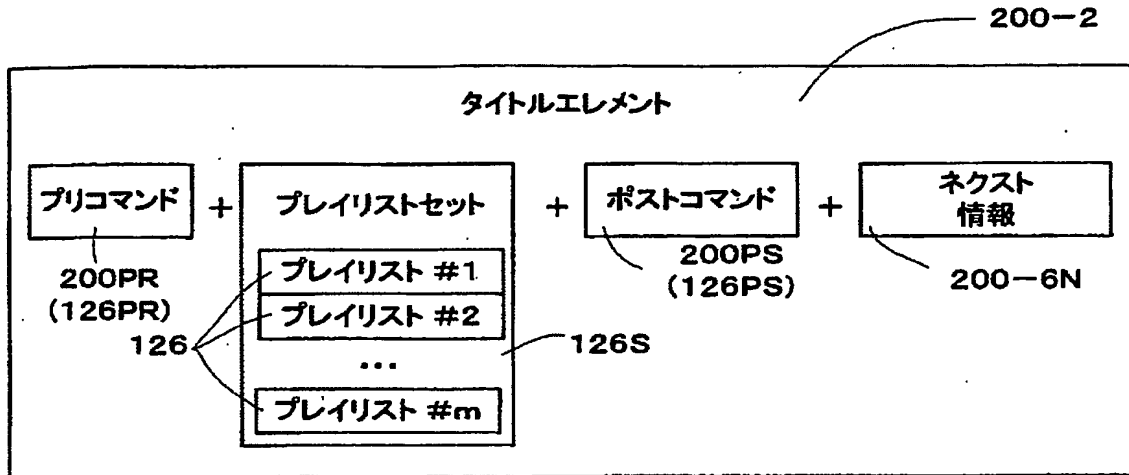 200-2
タイトルエレメント
プリコマンド
+
プレイリストセット
+
ポストコマンド
+
ネクスト
情報
200PR
(126PR)
プレイリスト #1
プレイリスト #2
...
プレイリスト #m
126
126S
200PS
(126PS)
200-6N